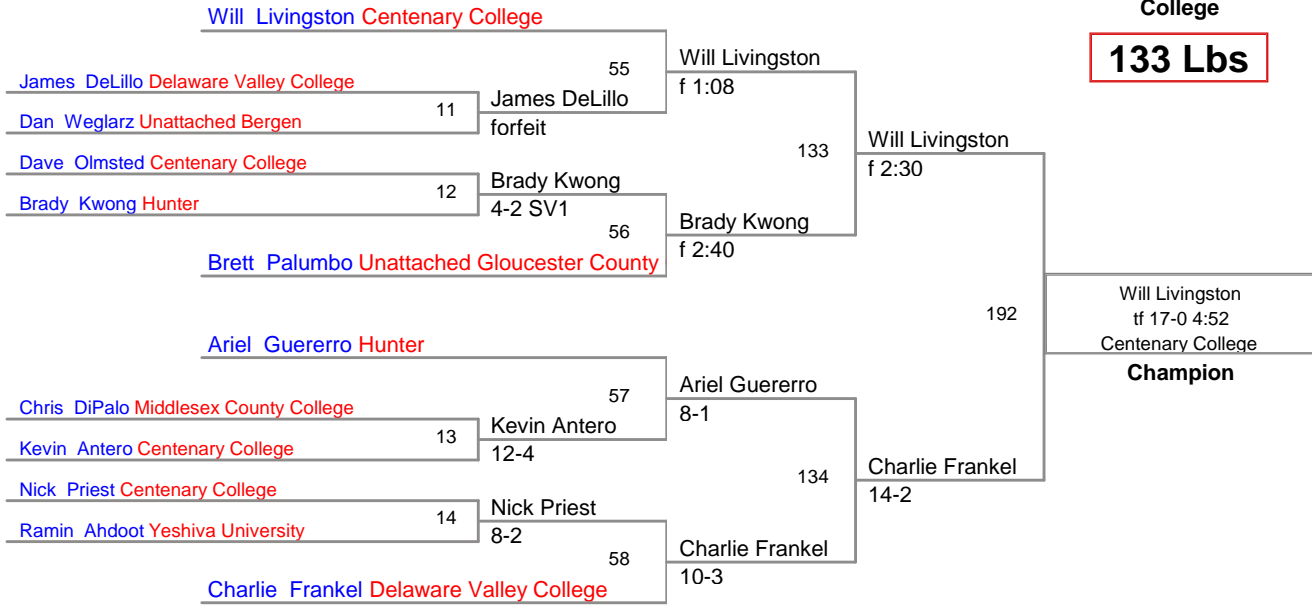 College
133 Lbs
Will  Livingston Centenary College
55
Will Livingston
f 1:08
James  DeLillo Delaware Valley College
11
James DeLillo
forfeit
Dan  Weglarz Unattached Bergen
133
Will Livingston
f 2:30
Dave  Olmsted Centenary College
12
Brady Kwong
4-2 SV1
Brady  Kwong Hunter
56
Brady Kwong
f 2:40
Brett  Palumbo Unattached Gloucester County
192
Will Livingston
tf 17-0 4:52
Centenary College
Champion
Ariel  Guererro Hunter
57
Ariel Guererro
8-1
Chris  DiPalo Middlesex County College
13
Kevin Antero
12-4
Kevin  Antero Centenary College
134
Charlie Frankel
14-2
Nick  Priest Centenary College
14
Nick Priest
8-2
Ramin  Ahdoot Yeshiva University
58
Charlie Frankel
10-3
Charlie  Frankel Delaware Valley College